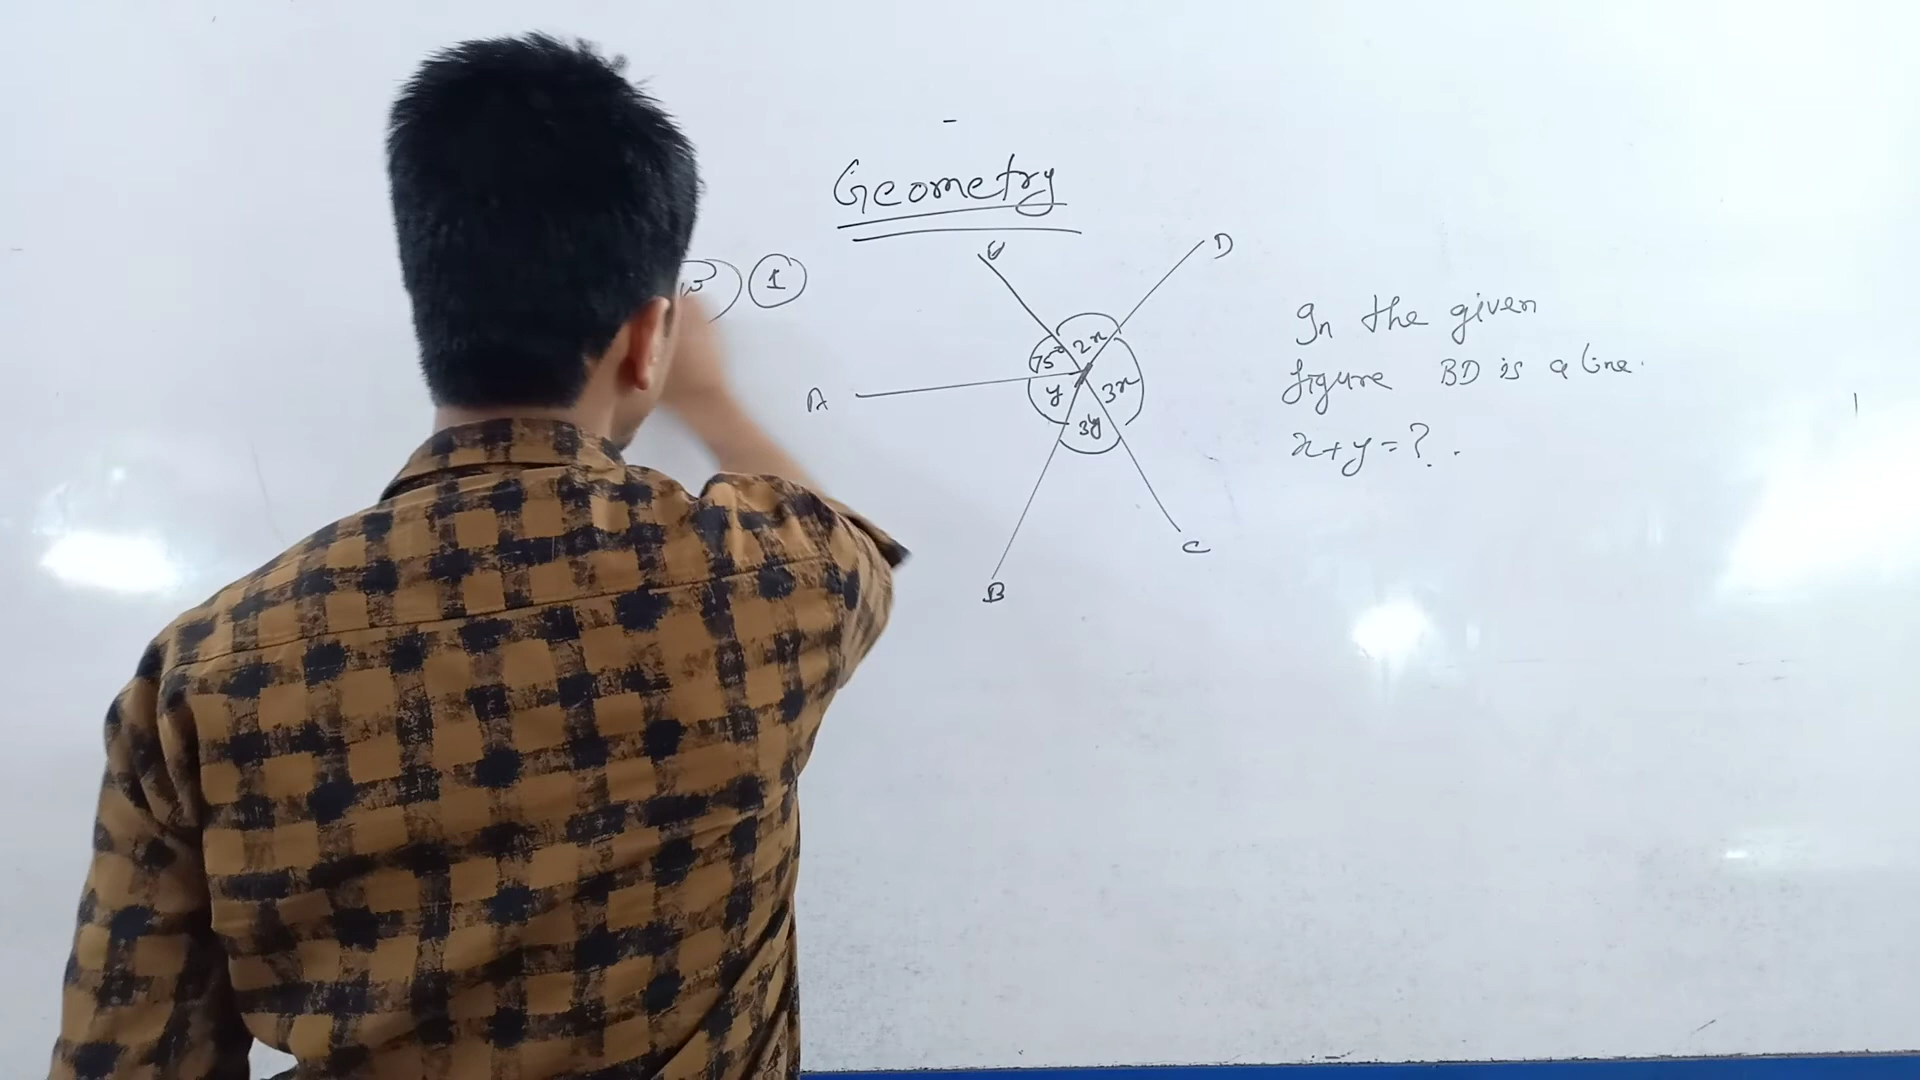 Geometry
1
D
75°
2x
A
y
3x
3y
C
B
In the given
figure BD is a line.
x+y=?.